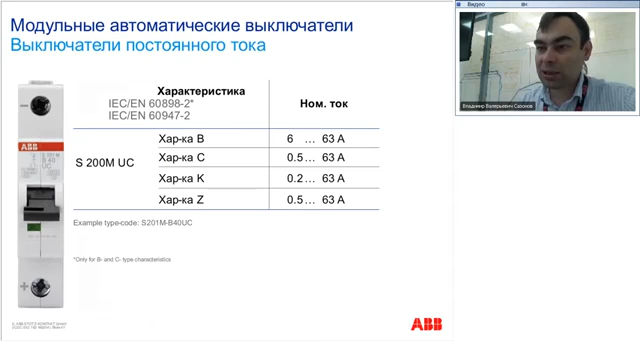 Модульные автоматические выключатели
Выключатели постоянного тока
Характеристика
IEC/EN 60898-2*
IEC/EN 60947-2
Ном. ток
S 200M UC
Хар-ка B
6 … 63 A
Хар-ка C
0.5… 63 A
Хар-ка K
0.2… 63 A
Хар-ка Z
0.5… 63 A
Example type-code: S201M-B40UC
*Only for B- and C- type characteristics
ABB
ABB
B 40
UC
Видео
Владимир Валерьевич Сазонов